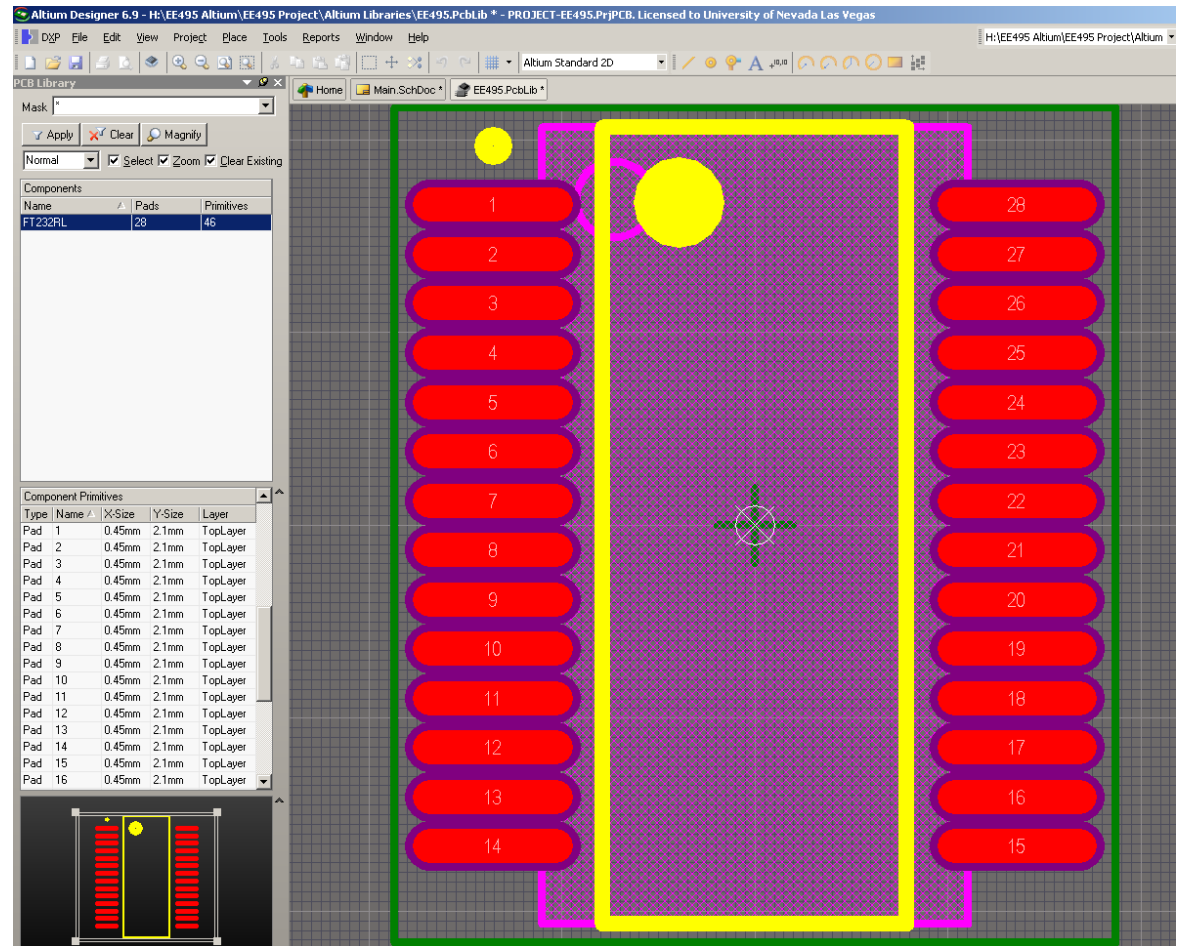 Altium Designer 6.9 - H:\EE495 Altium\EE495 Project\Altium Libraries\EE495.PcbLib * - PROJECT-EE495.PrjPCB. Licensed to University of Nevada Las Vegas
DXP File Edit View Project Place Tools Reports Window Help H:\EE495 Altium\EE495 Project\Altium
Altium Standard 2D A +10,10
PCB Library
Home Main.SchDoc * EE495.PcbLib *
Mask *
Apply Clear Magnify
Normal Select Zoom Clear Existing
Components
Name Pads Primitives
FT232RL 28 46
Component Primitives
Type Name X-Size Y-Size Layer
Pad 1 0.45mm 2.1mm TopLayer
Pad 2 0.45mm 2.1mm TopLayer
Pad 3 0.45mm 2.1mm TopLayer
Pad 4 0.45mm 2.1mm TopLayer
Pad 5 0.45mm 2.1mm TopLayer
Pad 6 0.45mm 2.1mm TopLayer
Pad 7 0.45mm 2.1mm TopLayer
Pad 8 0.45mm 2.1mm TopLayer
Pad 9 0.45mm 2.1mm TopLayer
Pad 10 0.45mm 2.1mm TopLayer
Pad 11 0.45mm 2.1mm TopLayer
Pad 12 0.45mm 2.1mm TopLayer
Pad 13 0.45mm 2.1mm TopLayer
Pad 14 0.45mm 2.1mm TopLayer
Pad 15 0.45mm 2.1mm TopLayer
Pad 16 0.45mm 2.1mm TopLayer
1 28
2 27
3 26
4 25
5 24
6 23
7 22
8 21
9 20
10 19
11 18
12 17
13 16
14 15